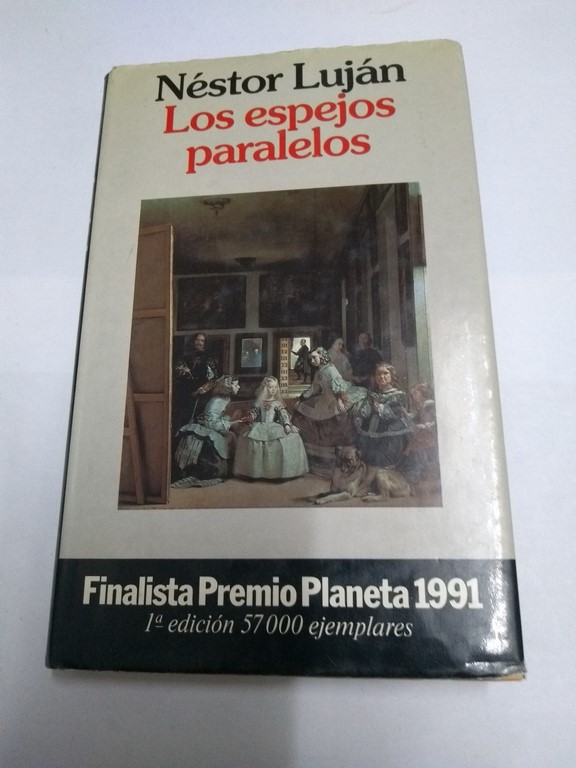 Néstor Luján
Los espejos
paralelos
Finalista Premio Planeta 1991
1ª edición 57000 ejemplares